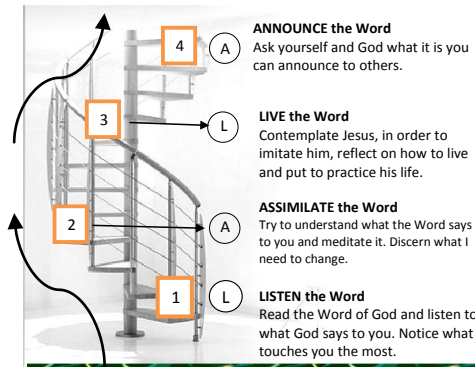 4
A
ANNOUNCE the Word
Ask yourself and God what it is you
can announce to others.
3
L
LIVE the Word
Contemplate Jesus, in order to
imitate him, reflect on how to live
and put to practice his life.
2
A
ASSIMILATE the Word
Try to understand what the Word says
to you and meditate it. Discern what I
need to change.
1
L
LISTEN the Word
Read the Word of God and listen to
what God says to you. Notice what
touches you the most.